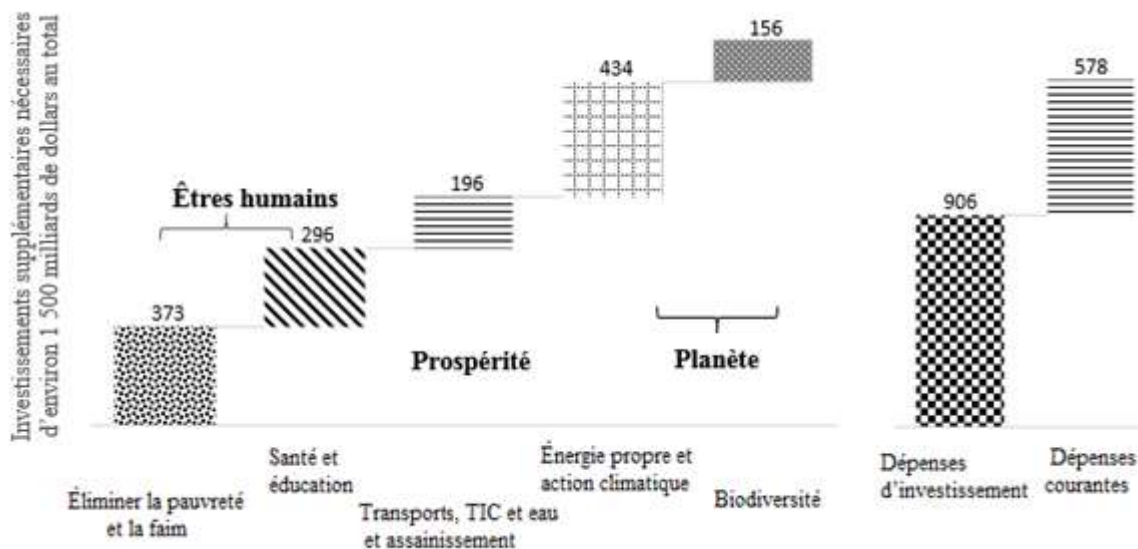 Investissements supplémentaires nécessaires
d’environ 1 500 milliards de dollars au total
156
434
578
196
Êtres humains
906
296
373
Prospérité
Planète
Santé et
éducation
Énergie propre et
action climatique
Dépenses
d’investissement
Dépenses
courantes
Éliminer la pauvreté
et la faim
Transports, TIC et eau
et assainissement
Biodiversité